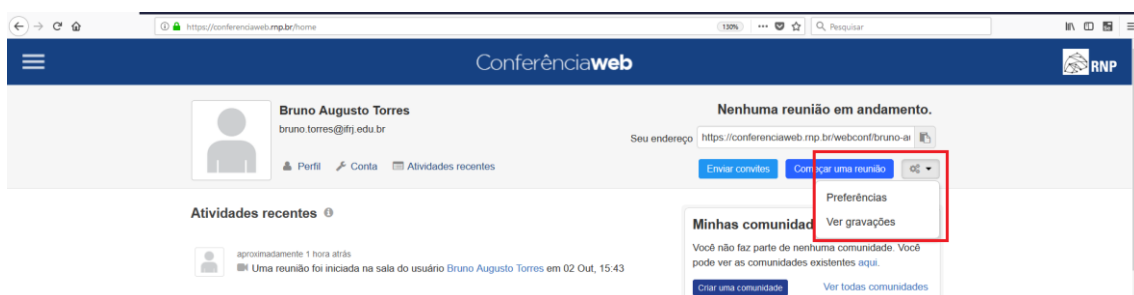 https://conferenciaweb.rnp.br/home
130%
Pesquisar
Conferênciaweb
RNP
Bruno Augusto Torres
bruno.torres@ifrj.edu.br
Perfil Conta Atividades recentes
Nenhuma reunião em andamento.
Seu endereço https://conferenciaweb.rnp.br/webconf/bruno-au
Enviar convites Começar uma reunião
Preferências
Ver gravações
Atividades recentes
aproximadamente 1 hora atrás
Uma reunião foi iniciada na sala do usuário Bruno Augusto Torres em 02 Out, 15:43
Minhas comunidad
Você não faz parte de nenhuma comunidade. Você
pode ver as comunidades existentes aqui.
Criar uma comunidade Ver todas comunidades